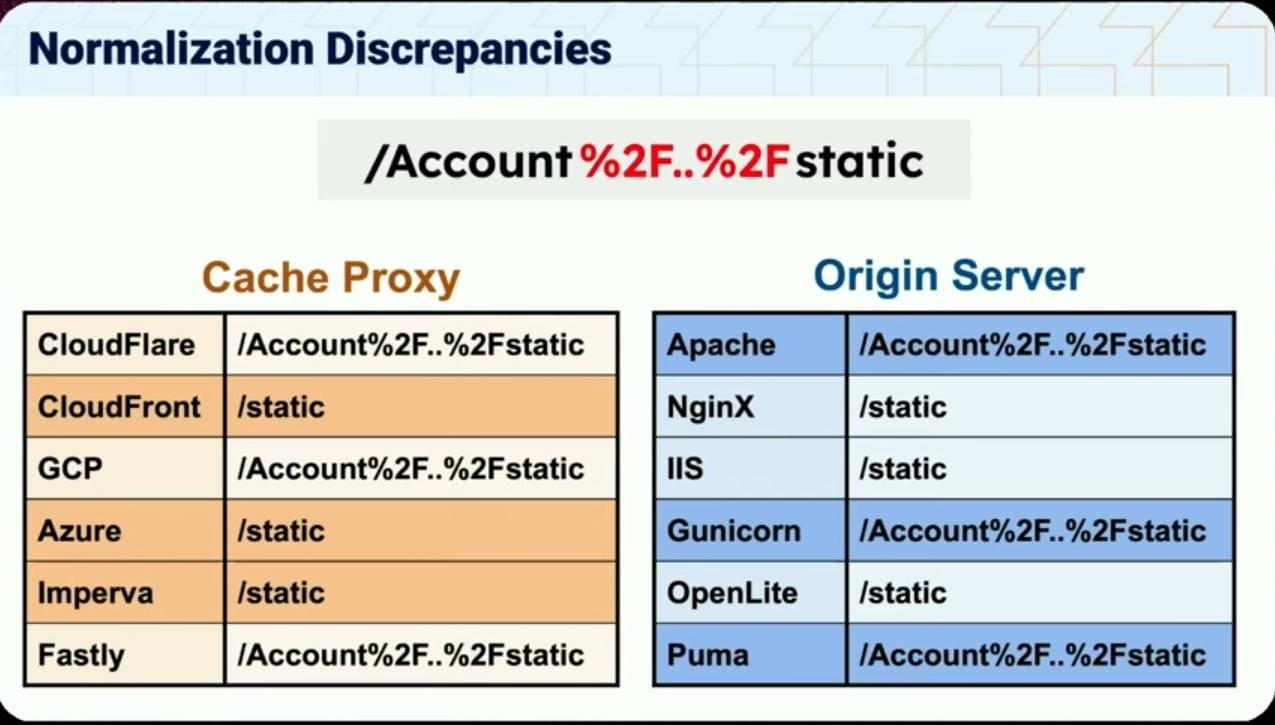 Normalization Discrepancies
/Account%2F..%2Fstatic
Cache Proxy
CloudFlare /Account%2F..%2Fstatic
CloudFront /static
GCP /Account%2F..%2Fstatic
Azure /static
Imperva /static
Fastly /Account%2F..%2Fstatic
Origin Server
Apache /Account%2F..%2Fstatic
NginX /static
IIS /static
Gunicorn /Account%2F..%2Fstatic
OpenLite /static
Puma /Account%2F..%2Fstatic